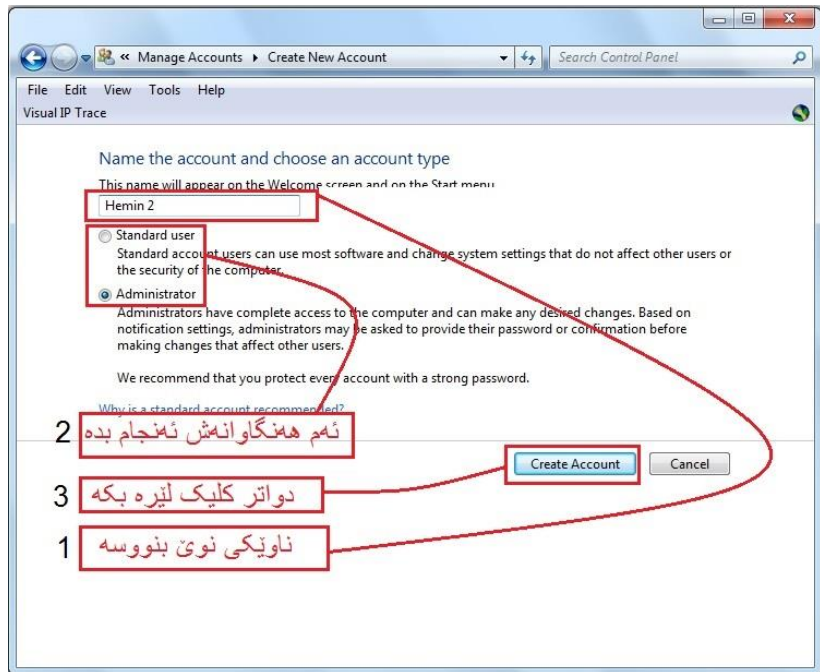 « Manage Accounts ▸ Create New Account
Search Control Panel
File Edit View Tools Help
Visual IP Trace
Name the account and choose an account type
This name will appear on the Welcome screen and on the Start menu
Hemin 2
Standard user
Standard account users can use most software and change system settings that do not affect other users or
the security of the computer.
Administrator
Administrators have complete access to the computer and can make any desired changes. Based on
notification settings, administrators may be asked to provide their password or confirmation before
making changes that affect other users.
We recommend that you protect every account with a strong password.
Why is a standard account recommended?
2 ئەم هەنگاوانەش ئەنجام بدە
Create Account Cancel
3 دواتر کلیک لێرە بکە
1 ناوێکی نوێ بنووسە